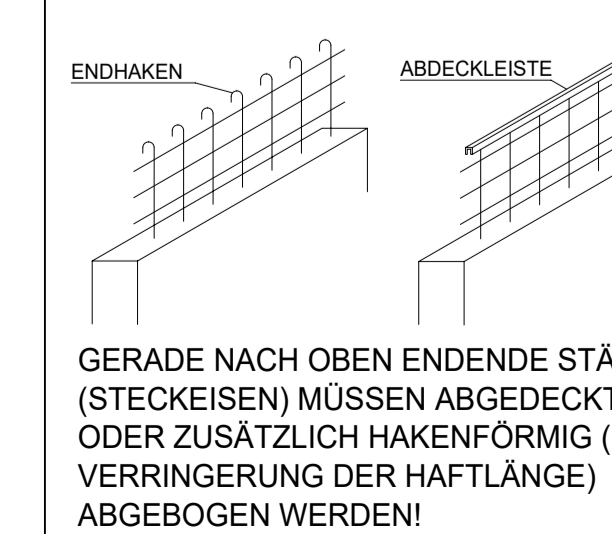 ENDHAKEN
ABDECKLEISTE
GERADE NACH OBEN ENDENDE
(STECKEISEN) MÜSSEN ABGEDECKT
ODER ZUSÄTZLICH HAKENFÖRMIG (
VERRINGERUNG DER HAFTLÄNGE)
ABGEBOGEN WERDEN!